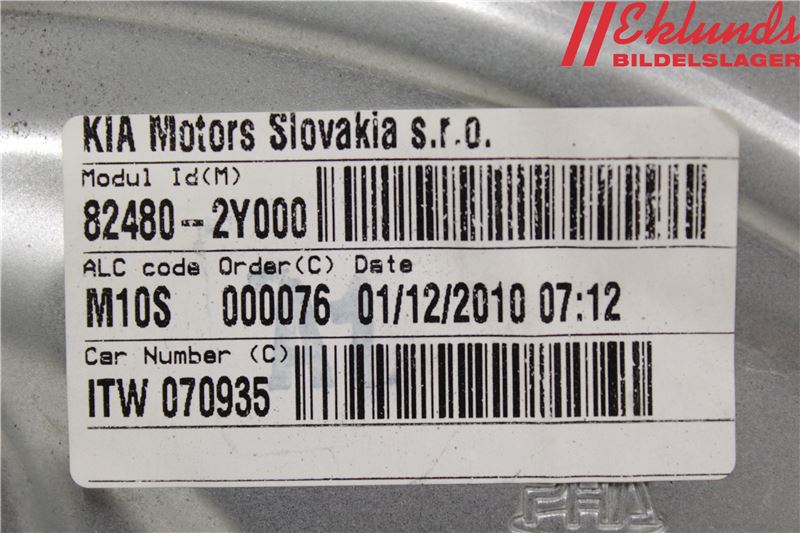 Eklunds
BILDELSLAGER
KIA Motors Slovakia s.r.o.
Modul Id(M)
82480-2Y000
ALC code Order(C) Date
M10S 000076 01/12/2010 07:12
Car Number (C)
ITW 070935